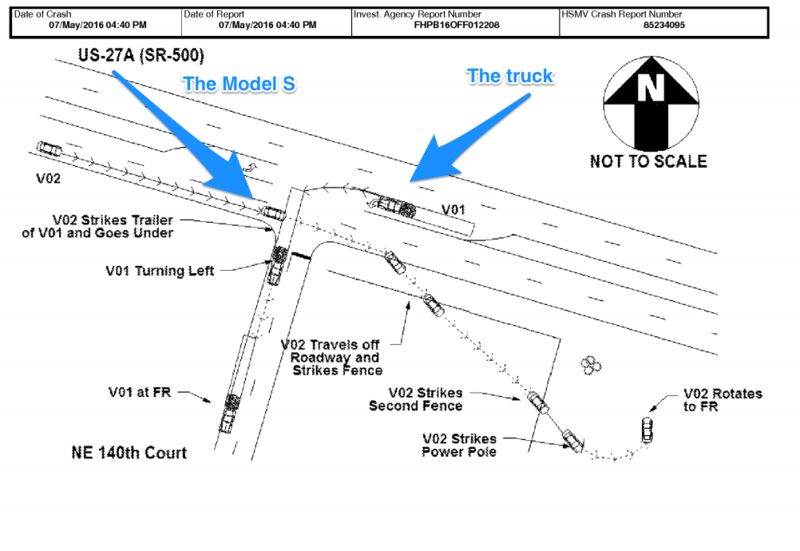 Date of Crash
07/May/2016 04:40 PM
Date of Report
07/May/2016 04:40 PM
Invest. Agency Report Number
FHPB16OFF012208
HSMV Crash Report Number
85234095
US-27A (SR-500)
The Model S
The truck
N
NOT TO SCALE
V02
V01
V02 Strikes Trailer
of V01 and Goes Under
V01 Turning Left
V02 Travels off
Roadway and
Strikes Fence
V01 at FR
V02 Strikes
Second Fence
V02 Rotates
to FR
V02 Strikes
Power Pole
NE 140th Court